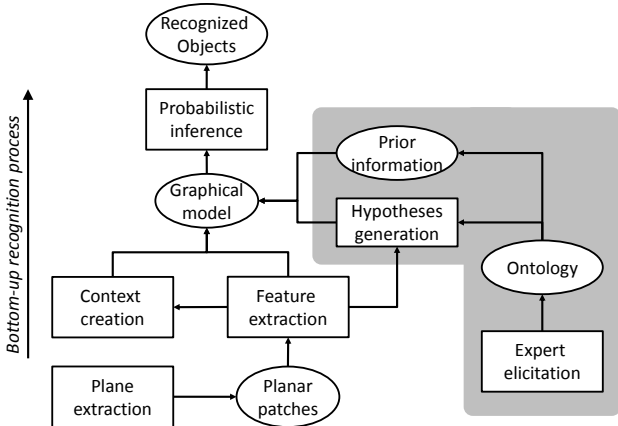 Recognized
Objects
Probabilistic
inference
Bottom-up recognition process
Prior
information
Graphical
model
Hypotheses
generation
Ontology
Context
creation
Feature
extraction
Expert
elicitation
Plane
extraction
Planar
patches